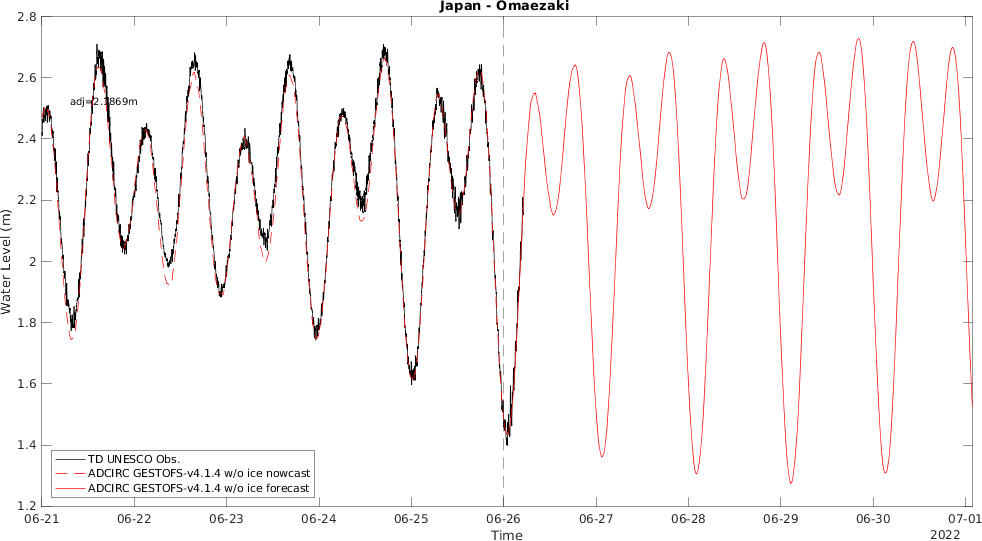 Japan - Omaezaki
2.8
2.6
2.4
2.2
2
1.8
1.6
1.4
1.2
Water Level (m)
adj=2.1869m
TD UNESCO Obs.
ADCIRC GESTOFS-v4.1.4 w/o ice nowcast
ADCIRC GESTOFS-v4.1.4 w/o ice forecast
06-21 06-22 06-23 06-24 06-25 06-26 06-27 06-28 06-29 06-30 07-01
Time
2022